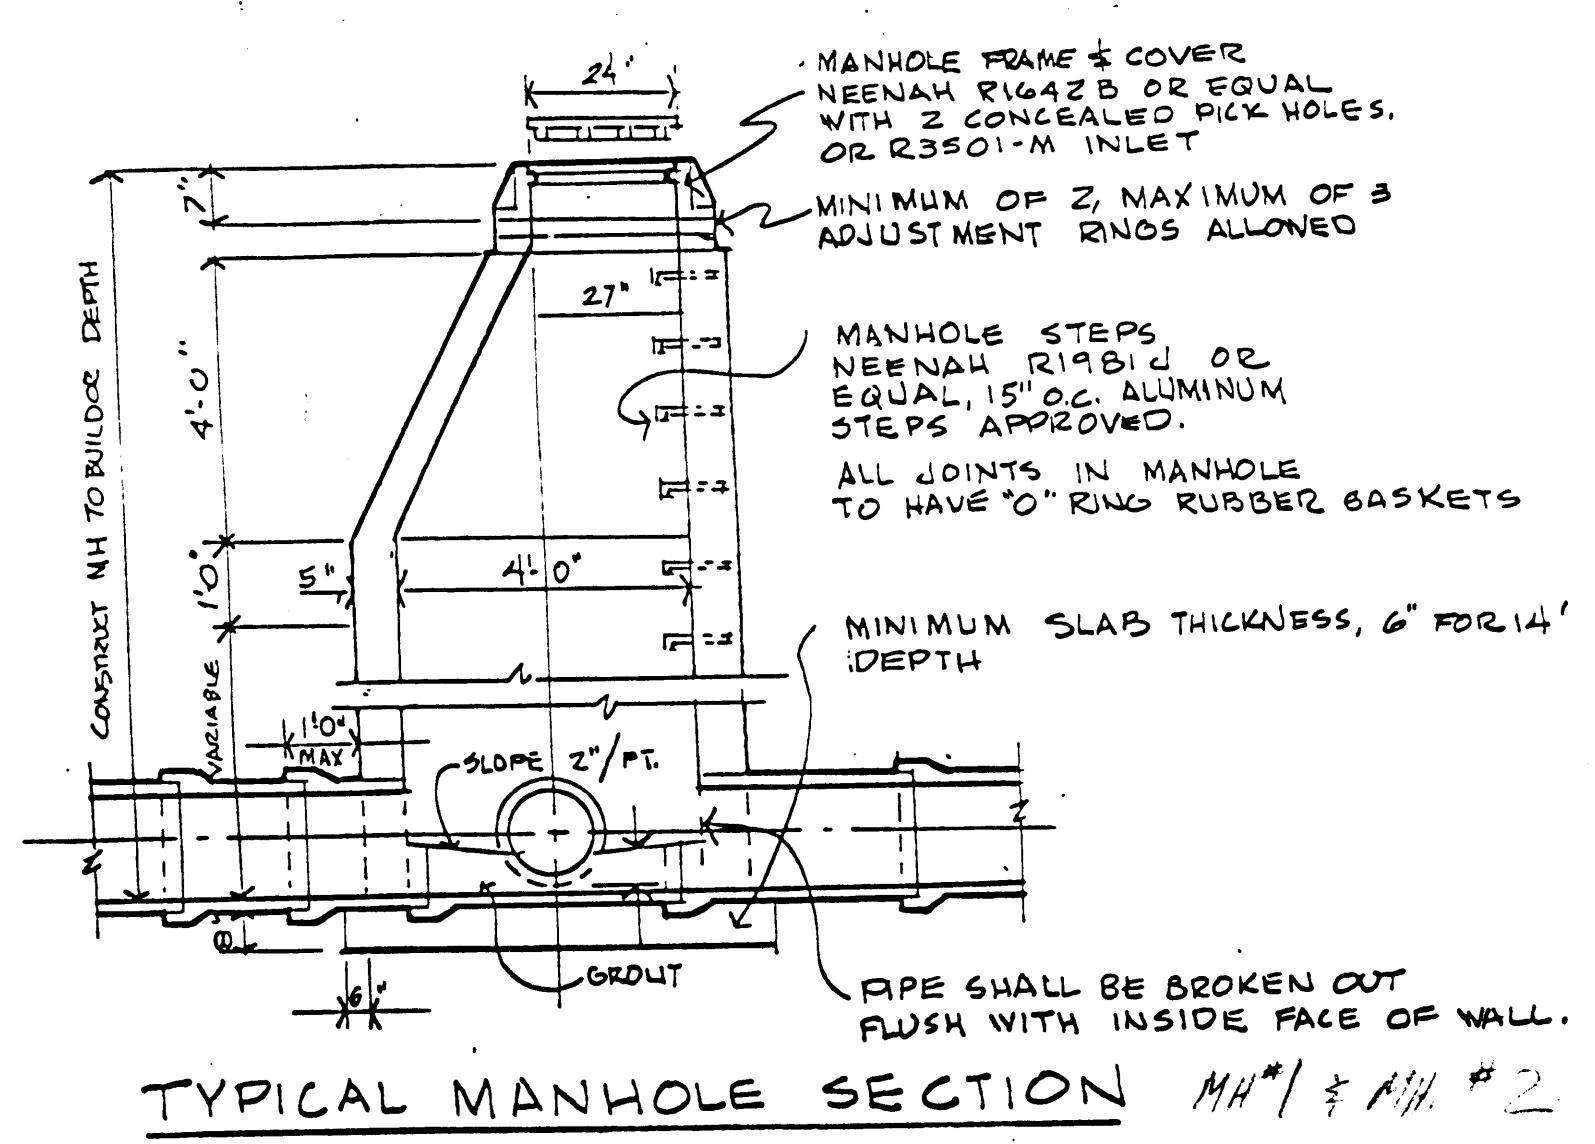 24"
MANHOLE FRAME & COVER
NEENAH R1642B OR EQUAL
WITH 2 CONCEALED PICK HOLES.
OR R3501-M INLET
7"
MINIMUM OF 2, MAXIMUM OF 3
ADJUSTMENT RINGS ALLOWED
CONSTRUCT MH TO BUILDOC DEPTH
27"
4'-0"
MANHOLE STEPS
NEENAH R1981J OR
EQUAL, 15" O.C. ALUMINUM
STEPS APPROVED.
ALL JOINTS IN MANHOLE
TO HAVE "O" RING RUBBER GASKETS
1'0"
5"
4'-0"
MINIMUM SLAB THICKNESS, 6" FOR 14'
DEPTH
VARIABLE
1'0"
MAX
SLOPE 2"/FT.
GROUT
6"
PIPE SHALL BE BROKEN OUT
FLUSH WITH INSIDE FACE OF WALL.
TYPICAL MANHOLE SECTION MH#1 & MH. #2